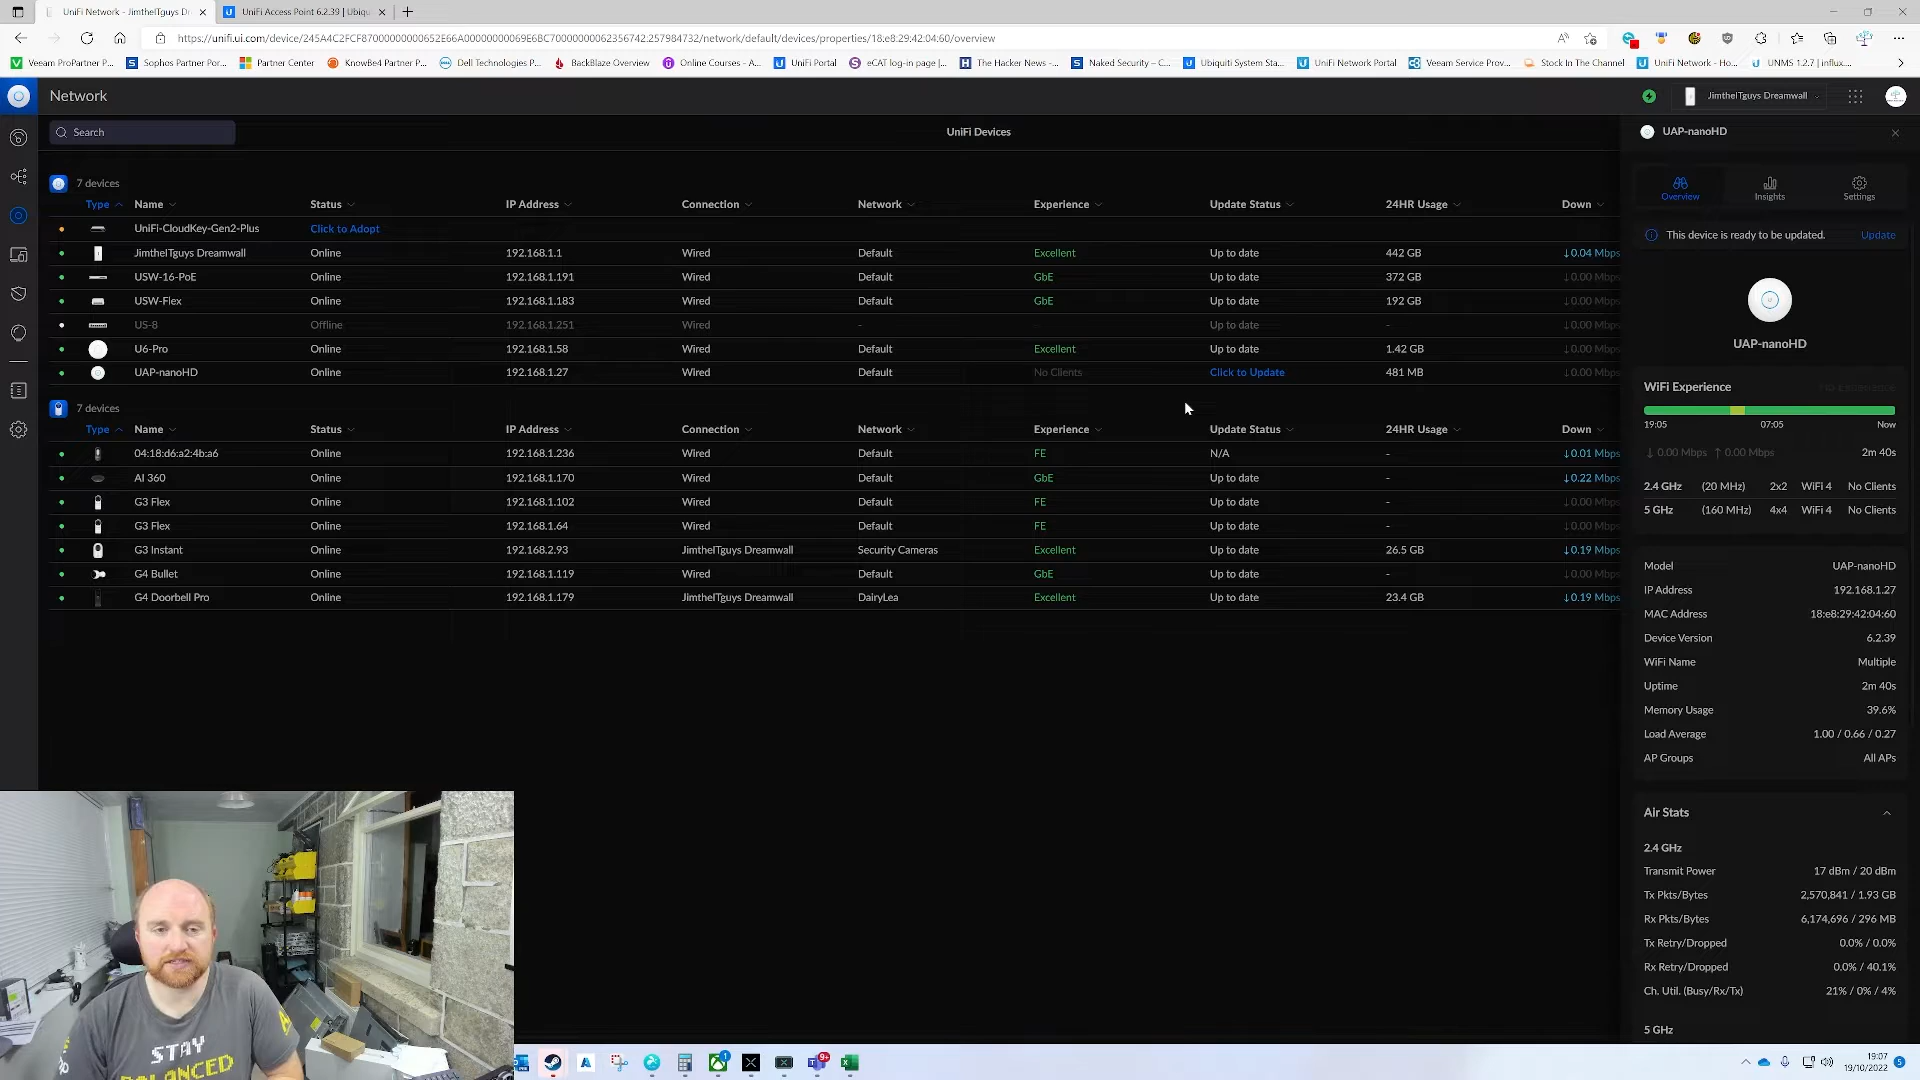 UniFi Network - JimtheITguys Dr
UniFi Access Point 6.2.39 | Ubiqu
https://unifi.ui.com/device/245A4C2FCF87000000000652E66A00000000069E6BC70000000062356742:257984732/network/default/devices/properties/18:e8:29:42:04:60/overview
Veeam ProPartner P...
Sophos Partner Por...
Partner Center
KnowBe4 Partner P...
Dell Technologies P...
BackBlaze Overview
Online Courses - A...
UniFi Portal
eCAT log-in page |...
The Hacker News -...
Naked Security – C...
Ubiquiti System Sta...
UniFi Network Portal
Veeam Service Prov...
Stock In The Channel
UniFi Network - Ho...
UNMS 1.2.7 | influx...
Network
JimtheITguys Dreamwall
Search
UniFi Devices
UAP-nanoHD
Overview
Insights
Settings
7 devices
Type Name Status IP Address Connection Network Experience Update Status 24HR Usage Down
UniFi-CloudKey-Gen2-Plus Click to Adopt
JimtheITguys Dreamwall Online 192.168.1.1 Wired Default Excellent Up to date 442 GB ↓0.04 Mbps
USW-16-PoE Online 192.168.1.191 Wired Default GbE Up to date 372 GB ↓0.00 Mbps
USW-Flex Online 192.168.1.183 Wired Default GbE Up to date 192 GB ↓0.00 Mbps
US-8 Offline 192.168.1.251 Wired - Up to date - ↓0.00 Mbps
U6-Pro Online 192.168.1.58 Wired Default Excellent Up to date 1.42 GB ↓0.00 Mbps
UAP-nanoHD Online 192.168.1.27 Wired Default No Clients Click to Update 481 MB ↓0.00 Mbps
7 devices
Type Name Status IP Address Connection Network Experience Update Status 24HR Usage Down
04:18:d6:a2:4b:a6 Online 192.168.1.236 Wired Default FE N/A - ↓0.01 Mbps
AI 360 Online 192.168.1.170 Wired Default GbE Up to date - ↓0.22 Mbps
G3 Flex Online 192.168.1.102 Wired Default FE Up to date - ↓0.00 Mbps
G3 Flex Online 192.168.1.64 Wired Default FE Up to date - ↓0.00 Mbps
G3 Instant Online 192.168.2.93 JimtheITguys Dreamwall Security Cameras Excellent Up to date 26.5 GB ↓0.19 Mbps
G4 Bullet Online 192.168.1.119 Wired Default GbE Up to date - ↓0.00 Mbps
G4 Doorbell Pro Online 192.168.1.179 JimtheITguys Dreamwall DairyLea Excellent Up to date 23.4 GB ↓0.19 Mbps
This device is ready to be updated. Update
UAP-nanoHD
WiFi Experience No Experience
19:05 07:05 Now
↓ 0.00 Mbps ↑ 0.00 Mbps 2m 40s
2.4 GHz (20 MHz) 2x2 WiFi 4 No Clients
5 GHz (160 MHz) 4x4 WiFi 4 No Clients
Model UAP-nanoHD
IP Address 192.168.1.27
MAC Address 18:e8:29:42:04:60
Device Version 6.2.39
WiFi Name Multiple
Uptime 2m 40s
Memory Usage 39.6%
Load Average 1.00 / 0.66 / 0.27
AP Groups All APs
Air Stats
2.4 GHz
Transmit Power 17 dBm / 20 dBm
Tx Pkts/Bytes 2,570,841 / 1.93 GB
Rx Pkts/Bytes 6,174,696 / 296 MB
Tx Retry/Dropped 0.0% / 0.0%
Rx Retry/Dropped 0.0% / 40.1%
Ch. Util. (Busy/Rx/Tx) 21% / 0% / 4%
5 GHz
STAY
BALANCED
1
9+
19:07
19/10/2022
5